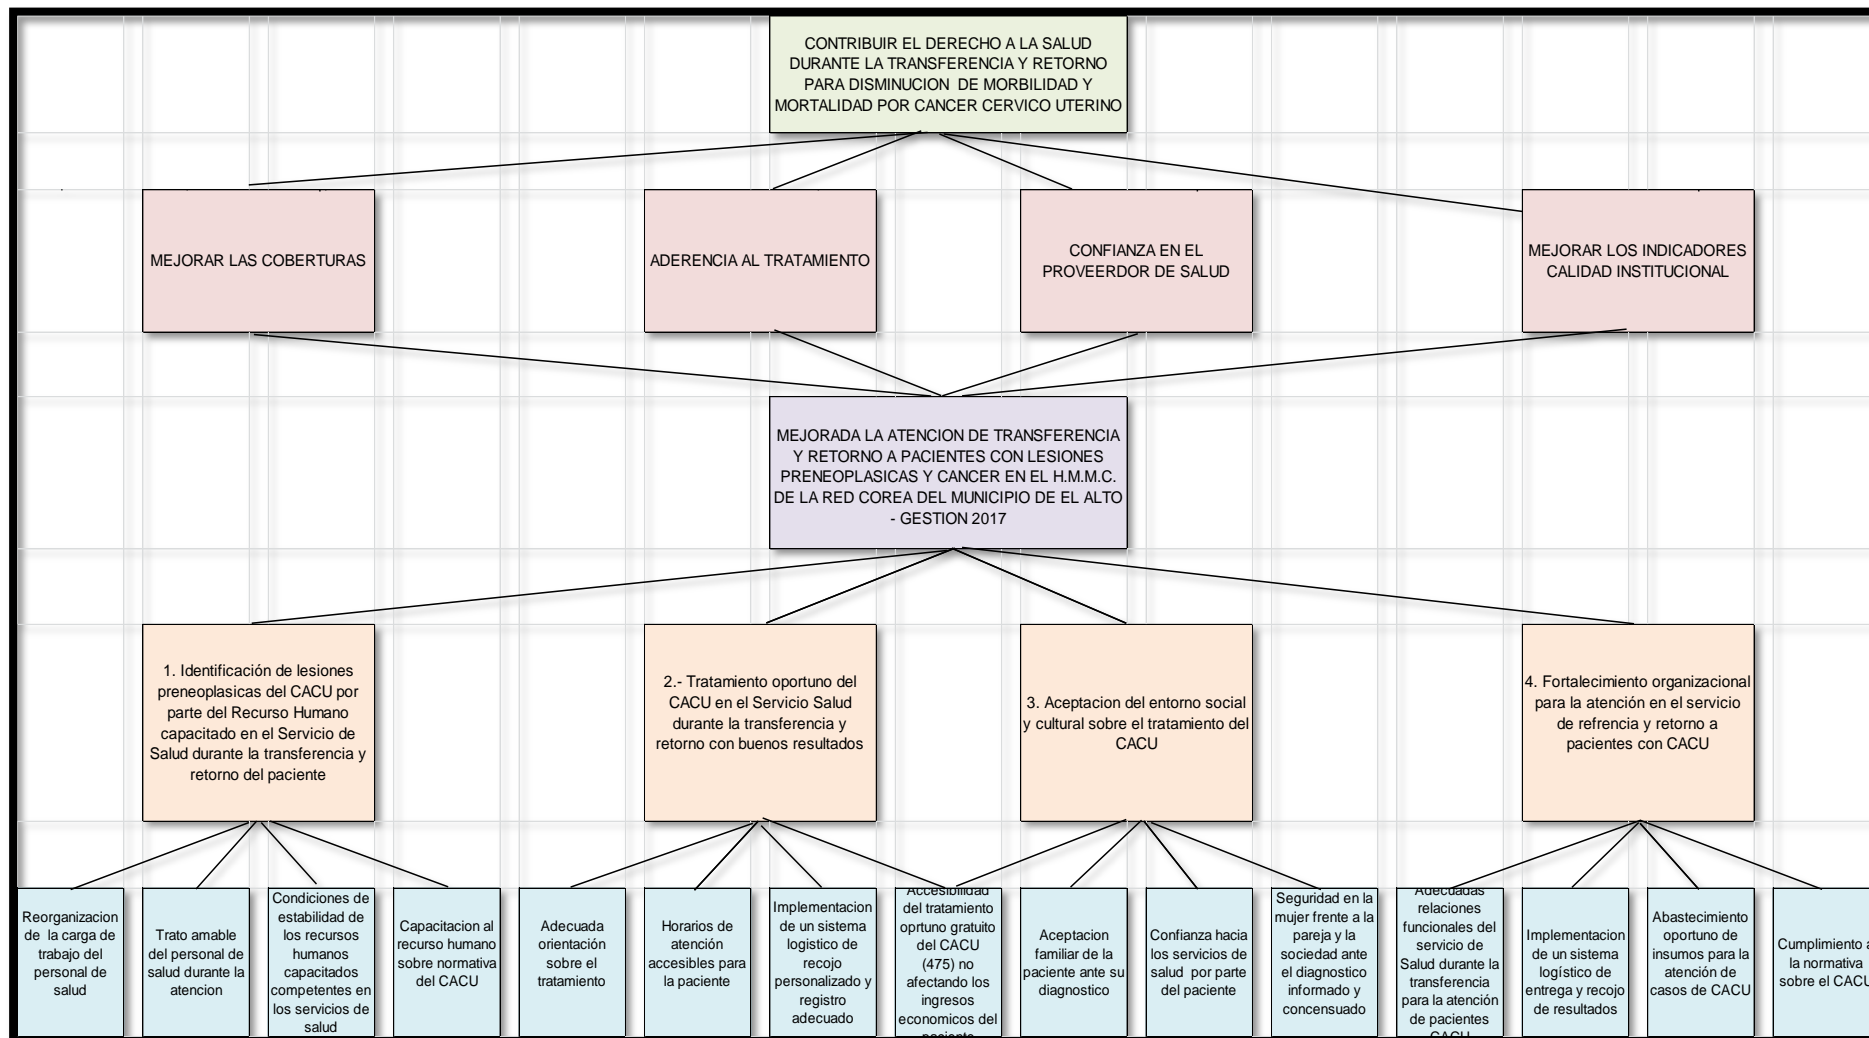 CONTRIBUIR EL DERECHO A LA SALUD
DURANTE LA TRANSFERENCIA Y RETORNO
PARA DISMINUCION DE MORBILIDAD Y
MORTALIDAD POR CANCER CERVICO UTERINO
MEJORAR LAS COBERTURAS
ADERENCIA AL TRATAMIENTO
CONFIANZA EN EL
PROVEERDOR DE SALUD
MEJORAR LOS INDICADORES
CALIDAD INSTITUCIONAL
MEJORADA LA ATENCION DE TRANSFERENCIA
Y RETORNO A PACIENTES CON LESIONES
PRENEOPLASICAS Y CANCER EN EL H.M.M.C.
DE LA RED COREA DEL MUNICIPIO DE EL ALTO
- GESTION 2017
1. Identificación de lesiones
preneoplasicas del CACU por
parte del Recurso Humano
capacitado en el Servicio de
Salud durante la transferencia y
retorno del paciente
2.- Tratamiento oportuno del
CACU en el Servicio Salud
durante la transferencia y
retorno con buenos resultados
3. Aceptacion del entorno social
y cultural sobre el tratamiento del
CACU
4. Fortalecimiento organizacional
para la atención en el servicio
de refrencia y retorno a
pacientes con CACU
Reorganizacion
de la carga de
trabajo del
personal de
salud
Trato amable
del personal de
salud durante la
atencion
Condiciones de
estabilidad de
los recursos
humanos
capacitados
competentes en
los servicios de
salud
Capacitacion al
recurso humano
sobre normativa
del CACU
Adecuada
orientación
sobre el
tratamiento
Horarios de
atención
accesibles para
la paciente
Implementacion
de un sistema
logistico de
recojo
personalizado y
registro
adecuado
Accesibilidad
del tratamiento
oprtuno gratuito
del CACU
(475) no
afectando los
ingresos
economicos del
Aceptacion
familiar de la
paciente ante su
diagnostico
Confianza hacia
los servicios de
salud por parte
del paciente
Seguridad en la
mujer frente a la
pareja y la
sociedad ante
el diagnostico
informado y
concensuado
Adecuadas
relaciones
funcionales del
servicio de
Salud durante la
transferencia
para la atención
de pacientes
CACU
Implementacion
de un sistema
logístico de
entrega y recojo
de resultados
Abastecimiento
oportuno de
insumos para la
atención de
casos de CACU
Cumplimiento a
la normativa
sobre el CACU